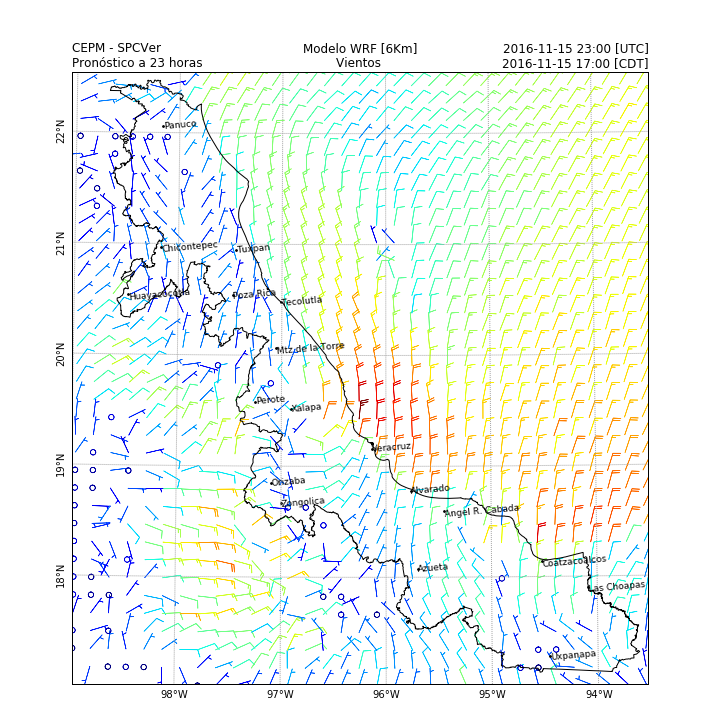 CEPM - SPCVer Modelo WRF [6Km] 2016-11-15 23:00 [UTC]
Pronóstico a 23 horas Vientos 2016-11-15 17:00 [CDT]
22°N
Panuco
21°N
Chicontepec
Tuxpan
Huayacocotla
Poza Rica
Tecolutla
20°N
Mtz de la Torre
Perote
Xalapa
Veracruz
19°N
Orizaba
Alvarado
Zongolica
Angel R. Cabada
18°N
Azueta
Coatzacoalcos
Las Choapas
Uxpanapa
98°W 97°W 96°W 95°W 94°W